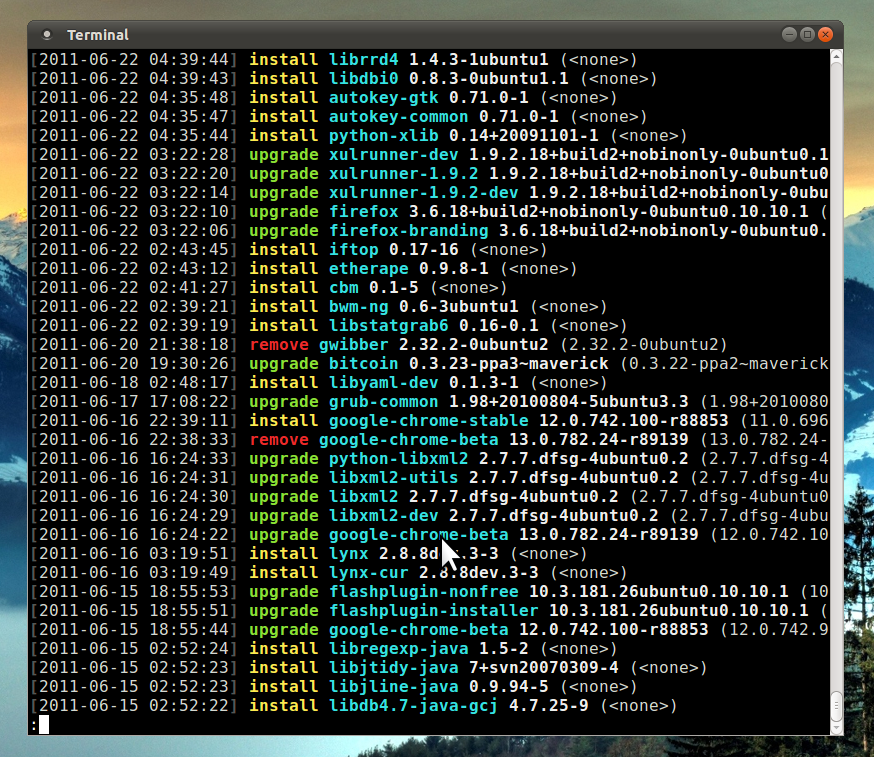 Terminal
[2011-06-22 04:39:44] install librrd4 1.4.3-1ubuntu1 (<none>)
[2011-06-22 04:39:43] install libdbi0 0.8.3-0ubuntu1.1 (<none>)
[2011-06-22 04:35:48] install autokey-gtk 0.71.0-1 (<none>)
[2011-06-22 04:35:47] install autokey-common 0.71.0-1 (<none>)
[2011-06-22 04:35:44] install python-xlib 0.14+20091101-1 (<none>)
[2011-06-22 03:22:28] upgrade xulrunner-dev 1.9.2.18+build2+nobinonly-0ubuntu0.1
[2011-06-22 03:22:20] upgrade xulrunner-1.9.2 1.9.2.18+build2+nobinonly-0ubuntu0
[2011-06-22 03:22:14] upgrade xulrunner-1.9.2-dev 1.9.2.18+build2+nobinonly-0ubu
[2011-06-22 03:22:10] upgrade firefox 3.6.18+build2+nobinonly-0ubuntu0.10.10.1 (
[2011-06-22 03:22:06] upgrade firefox-branding 3.6.18+build2+nobinonly-0ubuntu0.
[2011-06-22 02:43:45] install iftop 0.17-16 (<none>)
[2011-06-22 02:43:12] install etherape 0.9.8-1 (<none>)
[2011-06-22 02:41:27] install cbm 0.1-5 (<none>)
[2011-06-22 02:39:21] install bwm-ng 0.6-3ubuntu1 (<none>)
[2011-06-22 02:39:19] install libstatgrab6 0.16-0.1 (<none>)
[2011-06-20 21:38:18] remove gwibber 2.32.2-0ubuntu2 (2.32.2-0ubuntu2)
[2011-06-20 19:30:26] upgrade bitcoin 0.3.23-ppa3~maverick (0.3.22-ppa2~maverick
[2011-06-18 02:48:17] install libyaml-dev 0.1.3-1 (<none>)
[2011-06-17 17:08:22] upgrade grub-common 1.98+20100804-5ubuntu3.3 (1.98+2010080
[2011-06-16 22:39:11] install google-chrome-stable 12.0.742.100-r88853 (11.0.696
[2011-06-16 22:38:33] remove google-chrome-beta 13.0.782.24-r89139 (13.0.782.24-
[2011-06-16 16:24:33] upgrade python-libxml2 2.7.7.dfsg-4ubuntu0.2 (2.7.7.dfsg-4
[2011-06-16 16:24:31] upgrade libxml2-utils 2.7.7.dfsg-4ubuntu0.2 (2.7.7.dfsg-4u
[2011-06-16 16:24:30] upgrade libxml2 2.7.7.dfsg-4ubuntu0.2 (2.7.7.dfsg-4ubuntu0
[2011-06-16 16:24:29] upgrade libxml2-dev 2.7.7.dfsg-4ubuntu0.2 (2.7.7.dfsg-4ubu
[2011-06-16 16:24:22] upgrade google-chrome-beta 13.0.782.24-r89139 (12.0.742.10
[2011-06-16 03:19:51] install lynx 2.8.8dev.3-3 (<none>)
[2011-06-16 03:19:49] install lynx-cur 2.8.8dev.3-3 (<none>)
[2011-06-15 18:55:53] upgrade flashplugin-nonfree 10.3.181.26ubuntu0.10.10.1 (10
[2011-06-15 18:55:51] upgrade flashplugin-installer 10.3.181.26ubuntu0.10.10.1 (
[2011-06-15 18:55:44] upgrade google-chrome-beta 12.0.742.100-r88853 (12.0.742.9
[2011-06-15 02:52:24] install libregexp-java 1.5-2 (<none>)
[2011-06-15 02:52:23] install libjtidy-java 7+svn20070309-4 (<none>)
[2011-06-15 02:52:23] install libjline-java 0.9.94-5 (<none>)
[2011-06-15 02:52:22] install libdb4.7-java-gcj 4.7.25-9 (<none>)
: